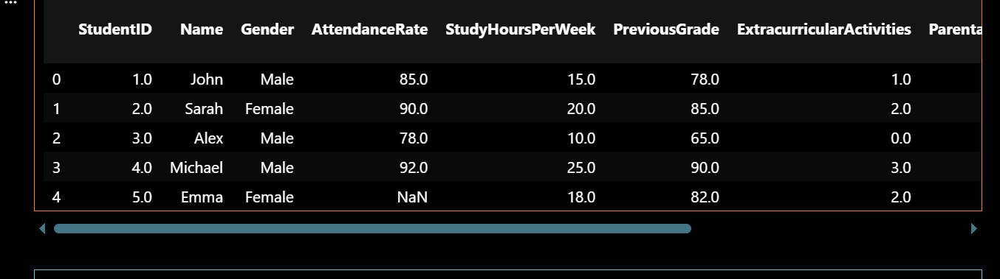 StudentID Name Gender AttendanceRate StudyHoursPerWeek PreviousGrade ExtracurricularActivities Parenta
0 1.0 John Male 85.0 15.0 78.0 1.0
1 2.0 Sarah Female 90.0 20.0 85.0 2.0
2 3.0 Alex Male 78.0 10.0 65.0 0.0
3 4.0 Michael Male 92.0 25.0 90.0 3.0
4 5.0 Emma Female NaN 18.0 82.0 2.0